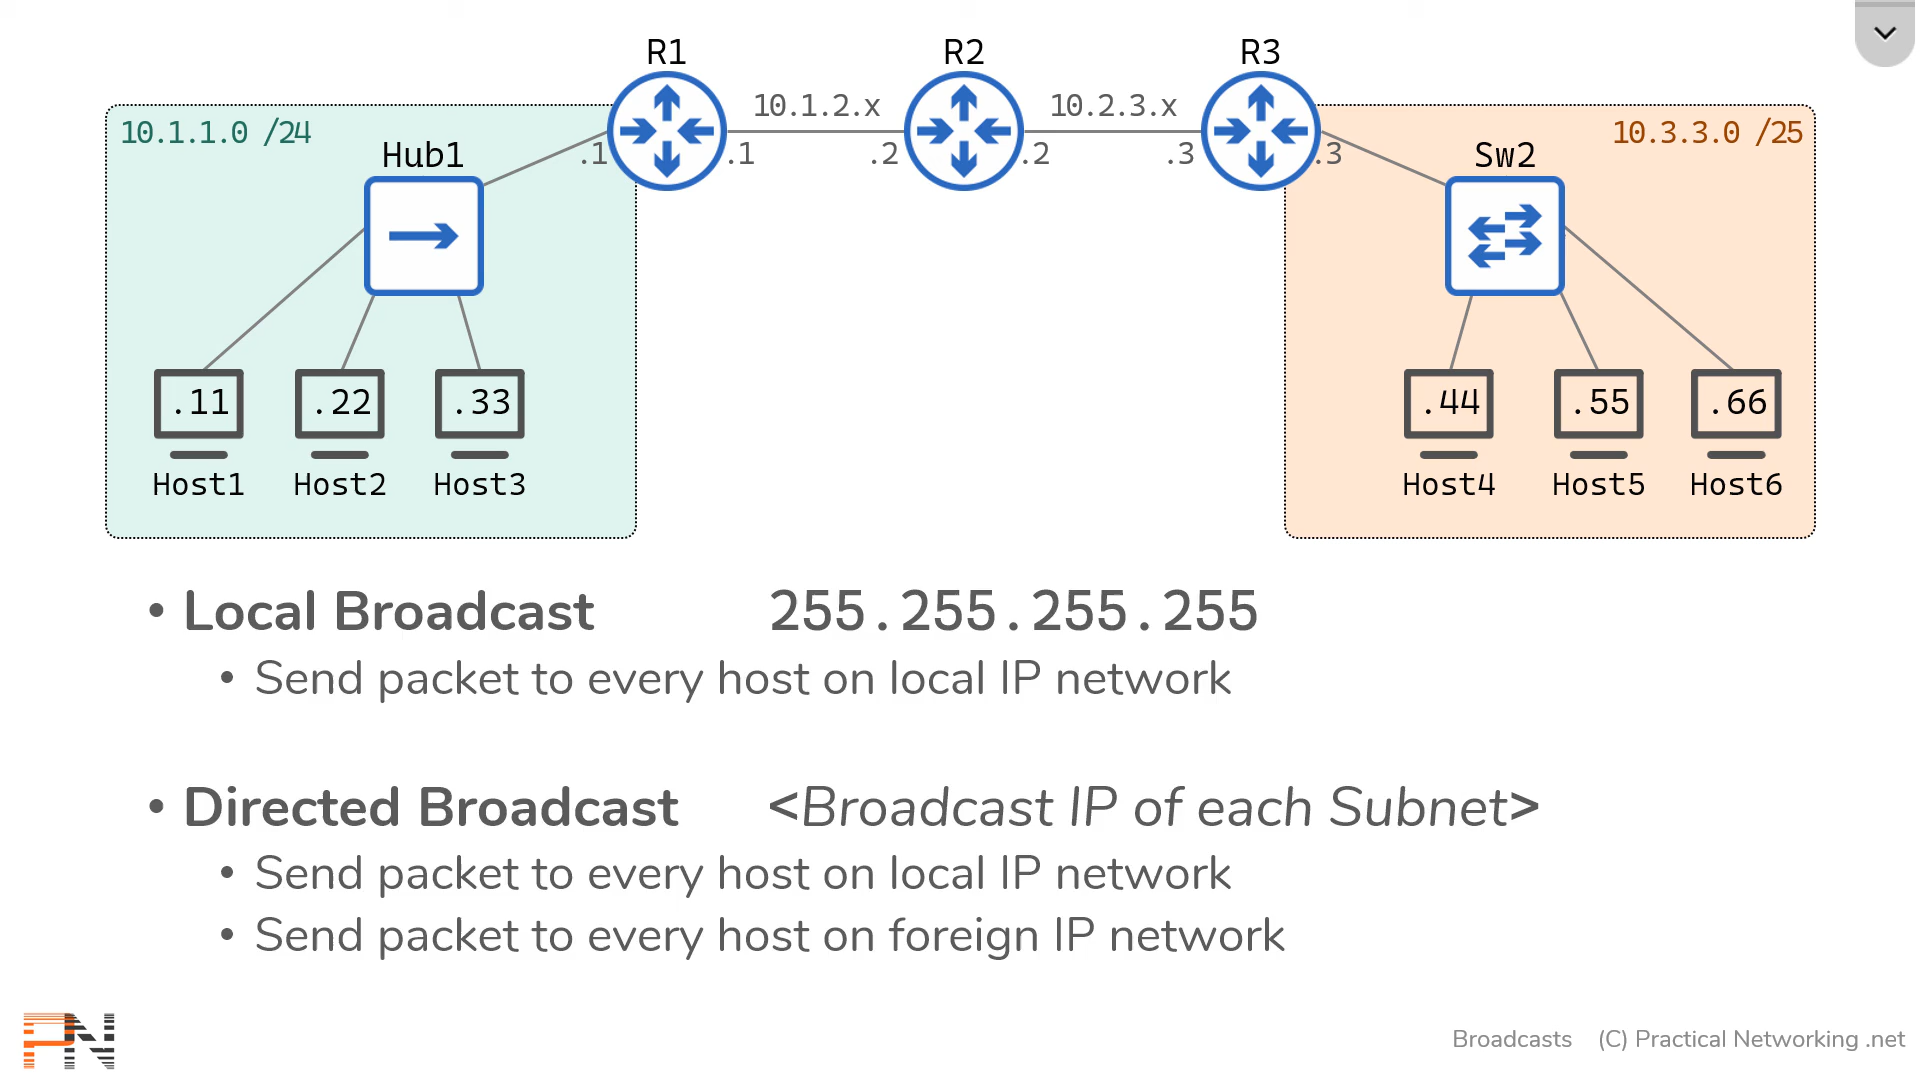 R1
R2
R3
10.1.2.x
10.2.3.x
10.1.1.0 /24
10.3.3.0 /25
Hub1
.1
.1
.2
.2
.3
.3
Sw2
.11
.22
.33
.44
.55
.66
Host1
Host2
Host3
Host4
Host5
Host6
• Local Broadcast 255.255.255.255
• Send packet to every host on local IP network
• Directed Broadcast <Broadcast IP of each Subnet>
• Send packet to every host on local IP network
• Send packet to every host on foreign IP network
PN
Broadcasts (C) Practical Networking .net